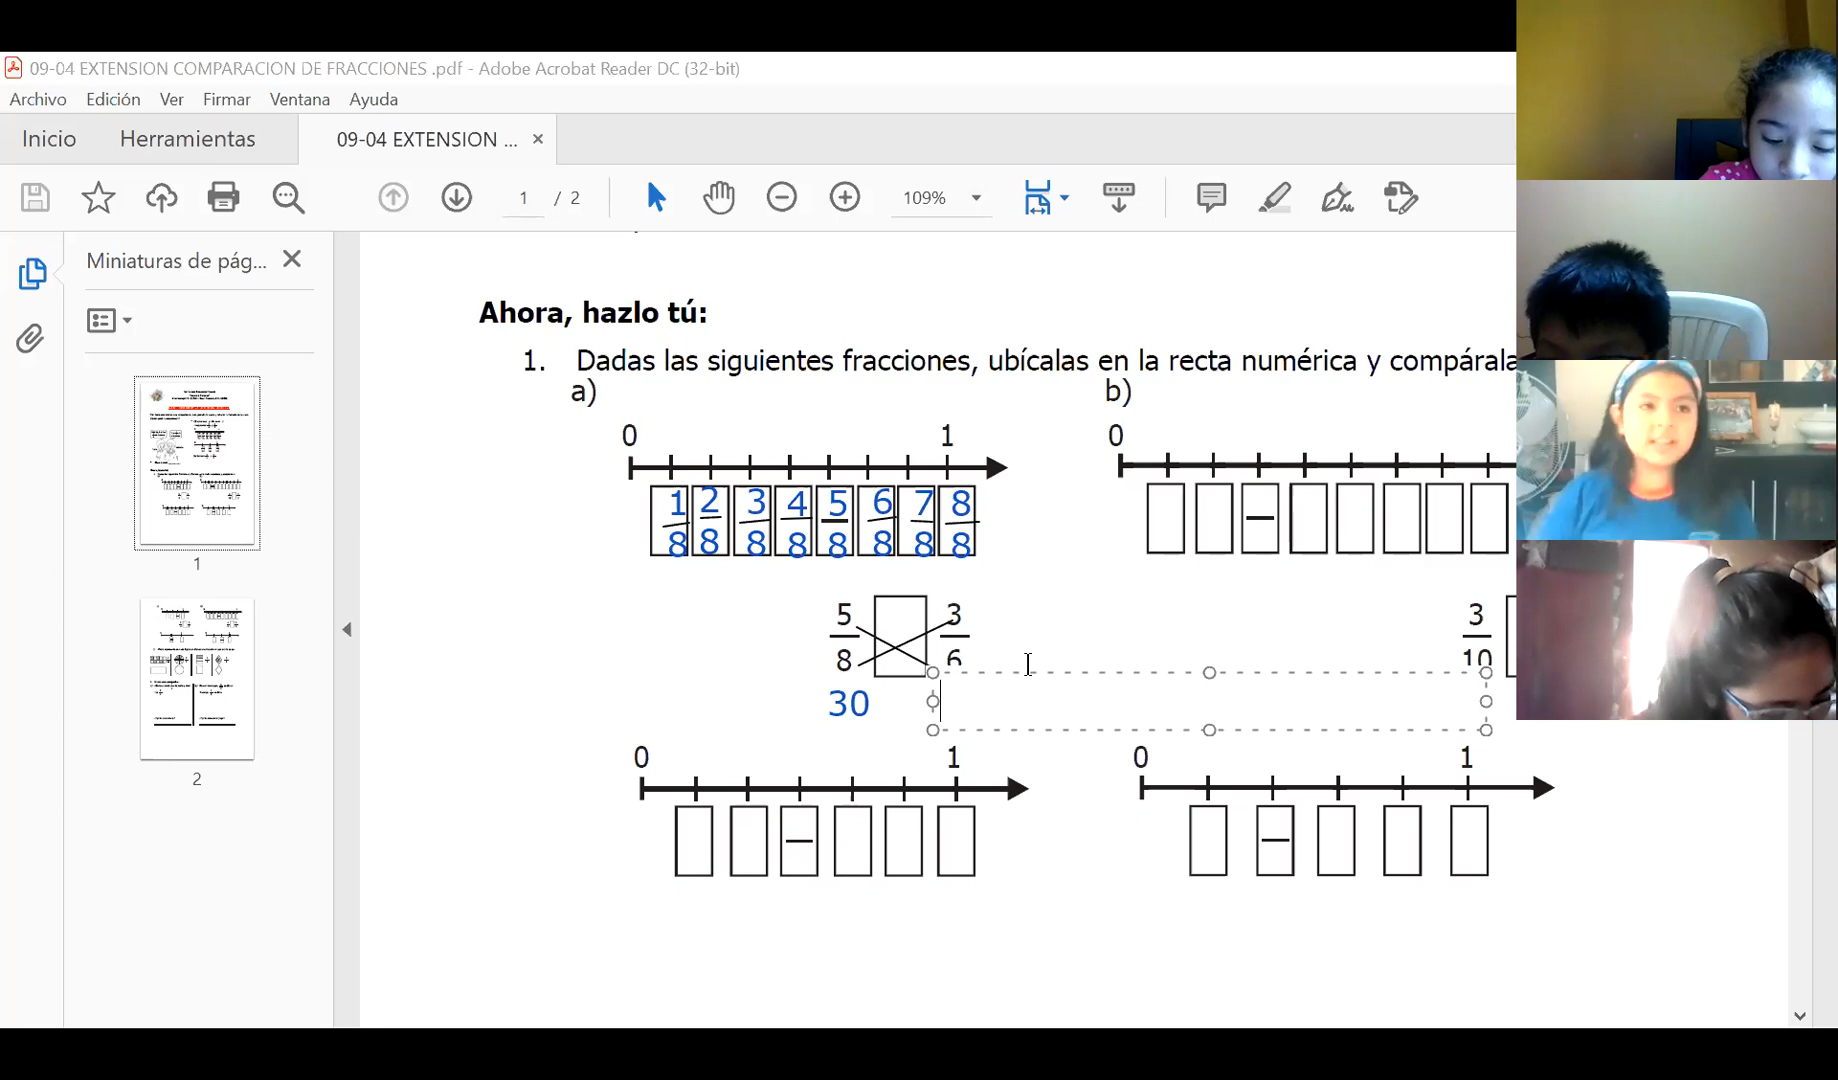 09-04 EXTENSION COMPARACION DE FRACCIONES .pdf - Adobe Acrobat Reader DC (32-bit)
Archivo Edición Ver Firmar Ventana Ayuda
Inicio Herramientas 09-04 EXTENSION ... ×
1 / 2 109%
Miniaturas de pág...
1
2
Ahora, hazlo tú:
1. Dadas las siguientes fracciones, ubícalas en la recta numérica y compárala
a) b)
0 1 0
1 2 3 4 5 6 7 8
8 8 8 8 8 8 8 8
5 3 3
8 6 10
30
0 1 0 1